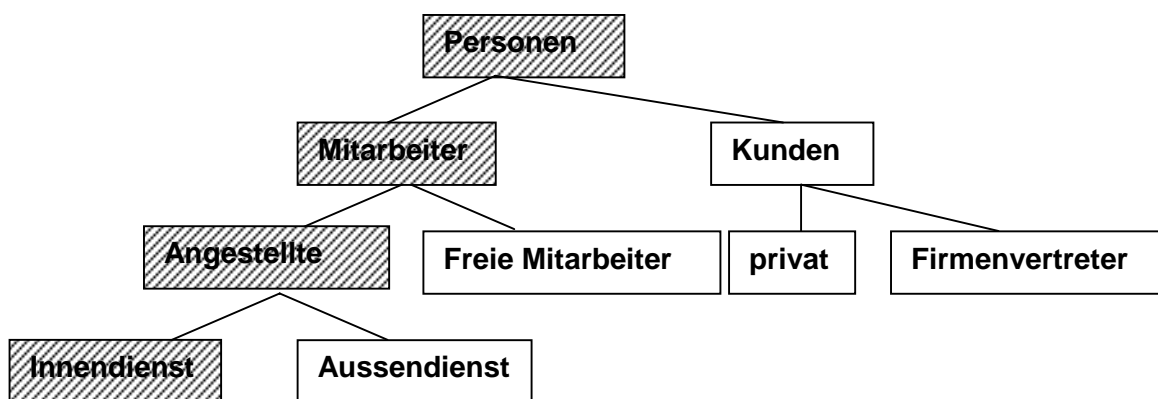 Personen
Mitarbeiter
Kunden
Angestellte
Freie Mitarbeiter
privat
Firmenvertreter
Innendienst
Aussendienst